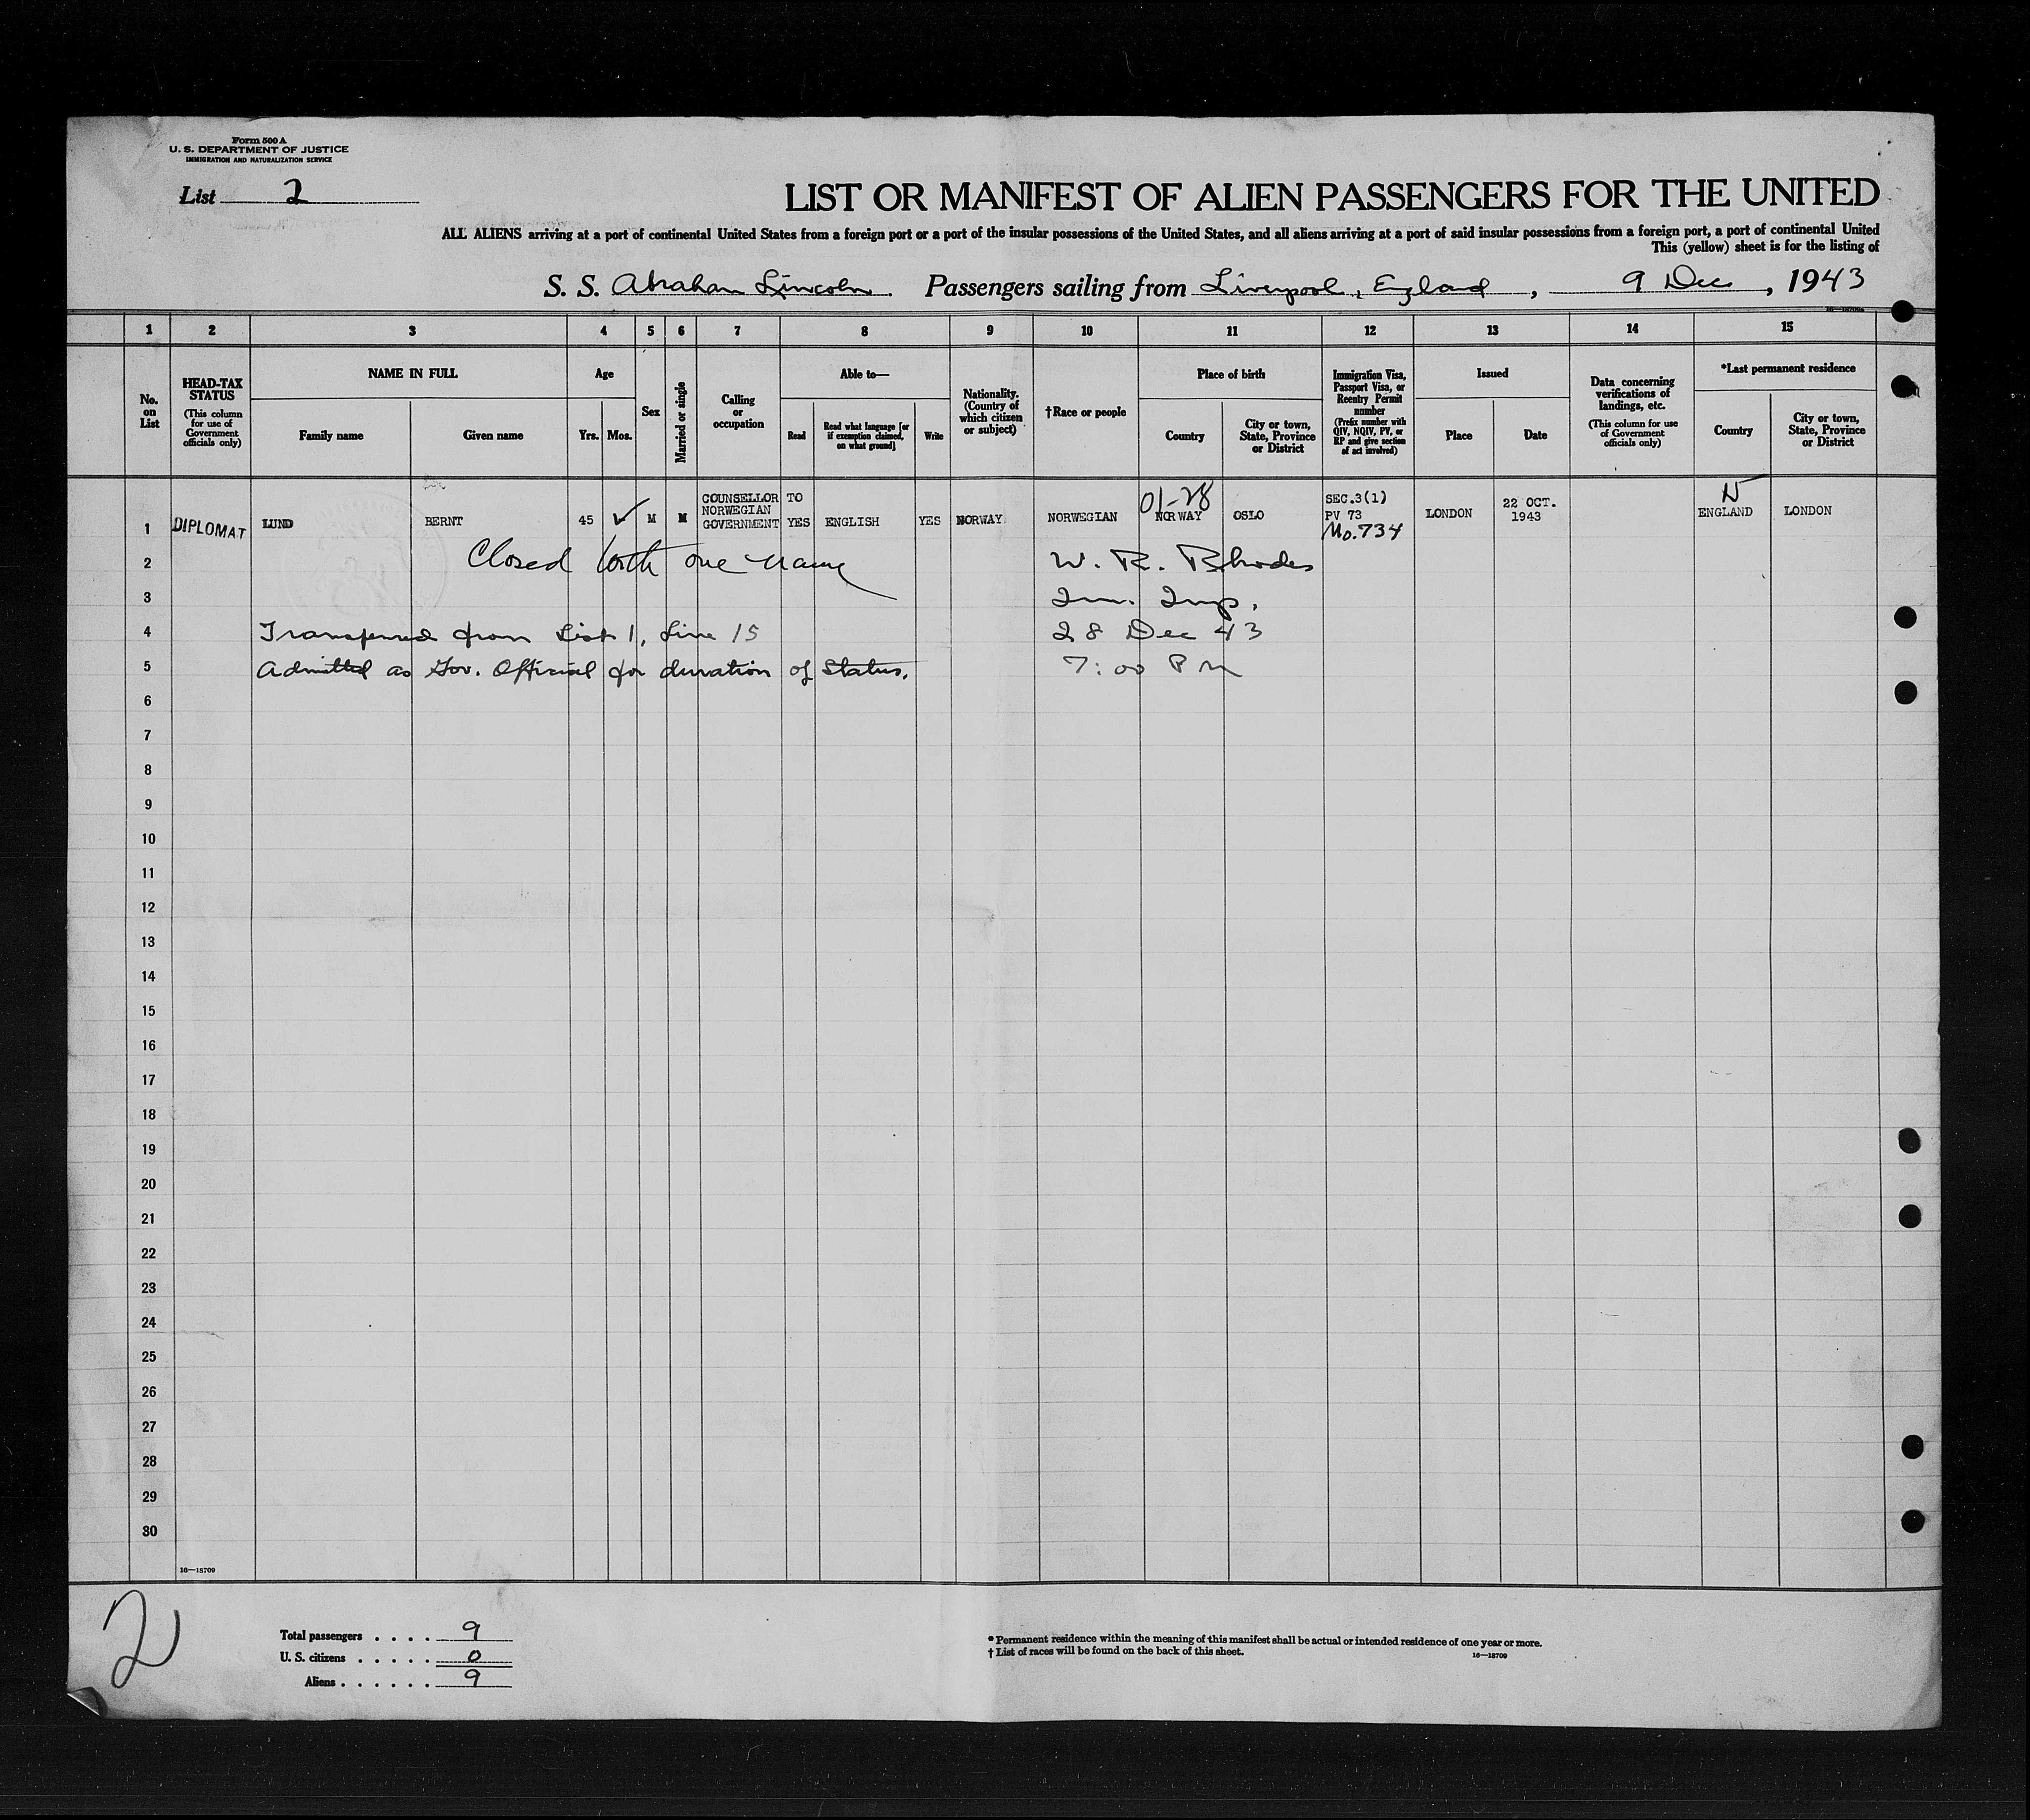 Form 500 A
U. S. DEPARTMENT OF JUSTICE
IMMIGRATION AND NATURALIZATION SERVICE
List 2
LIST OR MANIFEST OF ALIEN PASSENGERS FOR THE UNITED
ALL ALIENS arriving at a port of continental United States from a foreign port or a port of the insular possessions of the United States, and all aliens arriving at a port of said insular possessions from a foreign port, a port of continental United
This (yellow) sheet is for the listing of
S. S. Abraham Lincoln. Passengers sailing from Liverpool, England, 9 Dec, 1943
1 2 3 4 5 6 7 8 9 10 11 12 13 14 15
No. on List
HEAD-TAX STATUS
(This column for use of Government officials only)
NAME IN FULL
Family name
Given name
Age
Yrs.
Mos.
Sex
Married or single
Calling or occupation
Able to—
Read
Read what language [or if exemption claimed, on what ground]
Write
Nationality. (Country of which citizen or subject)
†Race or people
Place of birth
Country
City or town, State, Province or District
Immigration Visa, Passport Visa, or Reentry Permit number
(Prefix number with QIV, NQIV, PV, or RP and give section of act involved)
Issued
Place
Date
Data concerning verifications of landings, etc.
(This column for use of Government officials only)
*Last permanent residence
Country
City or town, State, Province or District
1 DIPLOMAT LUND BERNT 45 ✓ M M COUNSELLOR TO NORWEGIAN GOVERNMENT YES ENGLISH YES NORWAY NORWEGIAN 01-28 NORWAY OSLO SEC.3(1) PV 73 No.734 LONDON 22 OCT. 1943 ENGLAND LONDON
2 Closed with one name W. R. Rhodes
3 Im. Insp.
4 Transferred from List 1, Line 15 28 Dec 43
5 Admitted as Gov. Official for duration of Status. 7:00 PM
6
7
8
9
10
11
12
13
14
15
16
17
18
19
20
21
22
23
24
25
26
27
28
29
30
16—18709
2
Total passengers . . . . 9
U. S. citizens . . . . . 0
Aliens . . . . . . 9
* Permanent residence within the meaning of this manifest shall be actual or intended residence of one year or more.
† List of races will be found on the back of this sheet.
16—18709